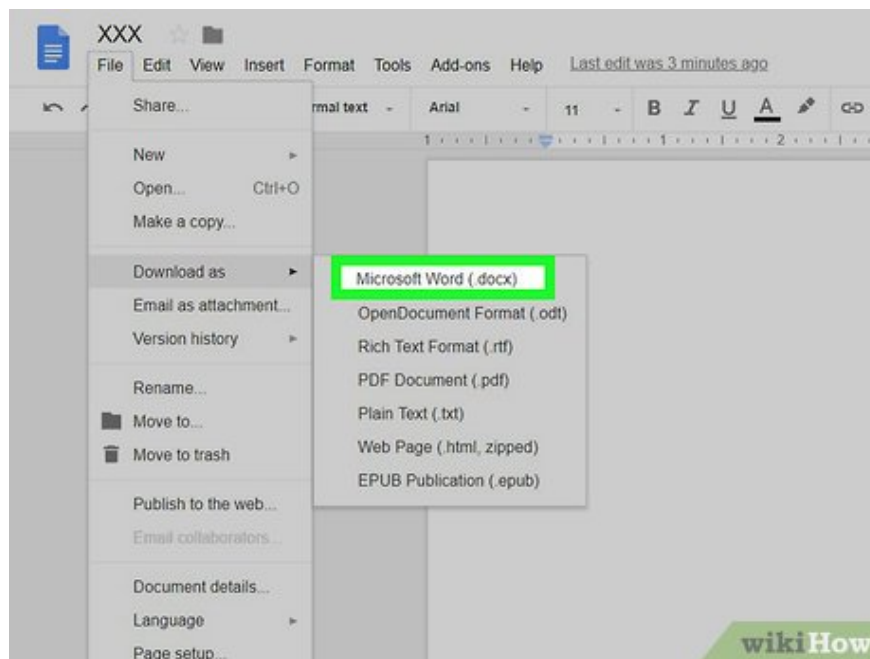 XXX
File Edit View Insert Format Tools Add-ons Help Last edit was 3 minutes ago
Share... rmal text Arial 11 B I U A
1 1 2
New
Open... Ctrl+O
Make a copy...
Download as Microsoft Word (.docx)
Email as attachment... OpenDocument Format (.odt)
Version history Rich Text Format (.rtf)
PDF Document (.pdf)
Rename...
Move to... Plain Text (.txt)
Move to trash Web Page (.html, zipped)
EPUB Publication (.epub)
Publish to the web...
Email collaborators...
Document details...
Language
Page setup...
wikiHow